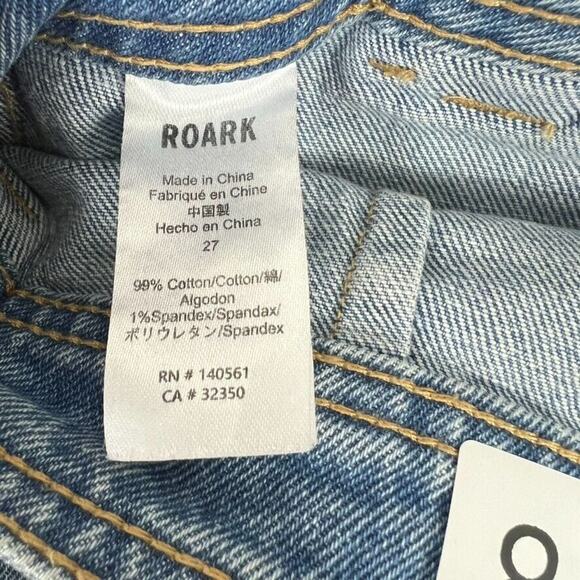 ROARK
Made in China
Fabriqué en Chine
中国製
Hecho en China
27
99% Cotton/Cotton/綿/
Algodon
1%Spandex/Spandax/
ポリウレタン/Spandex
RN # 140561
CA # 32350